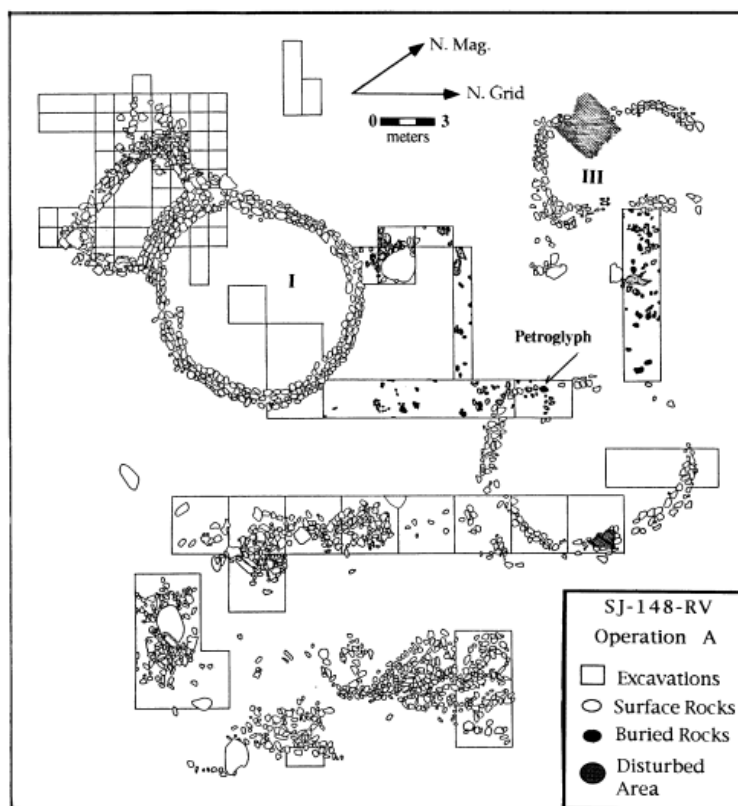 N. Mag.
N. Grid
0 3
meters
III
I
Petroglyph
SJ-148-RV
Operation A
Excavations
Surface Rocks
Buried Rocks
Disturbed
Area